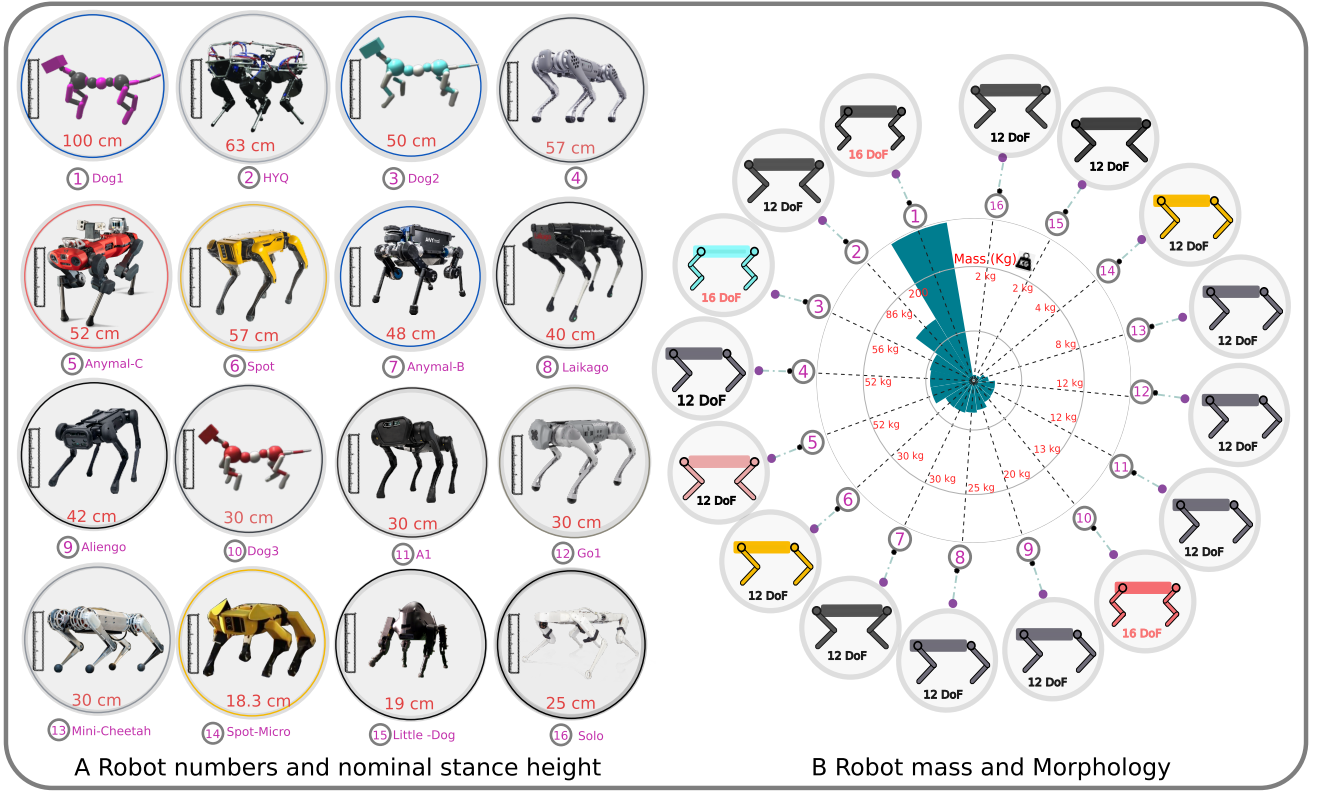 100 cm
63 cm
50 cm
57 cm
1 Dog1
2 HYQ
3 Dog2
4
52 cm
57 cm
48 cm
40 cm
5 Anymal-C
6 Spot
7 Anymal-B
8 Laikago
42 cm
30 cm
30 cm
30 cm
9 Aliengo
10 Dog3
11 A1
12 Go1
30 cm
18.3 cm
19 cm
25 cm
13 Mini-Cheetah
14 Spot-Micro
15 Little -Dog
16 Solo
A Robot numbers and nominal stance height
16 DoF
12 DoF
12 DoF
12 DoF
12 DoF
16 DoF
12 DoF
12 DoF
12 DoF
12 DoF
12 DoF
12 DoF
16 DoF
12 DoF
12 DoF
12 DoF
1
2
3
4
5
6
7
8
9
10
11
12
13
14
15
16
Mass (Kg)
KG
200
86 kg
56 kg
52 kg
52 kg
30 kg
30 kg
25 kg
20 kg
13 kg
12 kg
12 kg
8 kg
4 kg
2 kg
2 kg
B Robot mass and Morphology